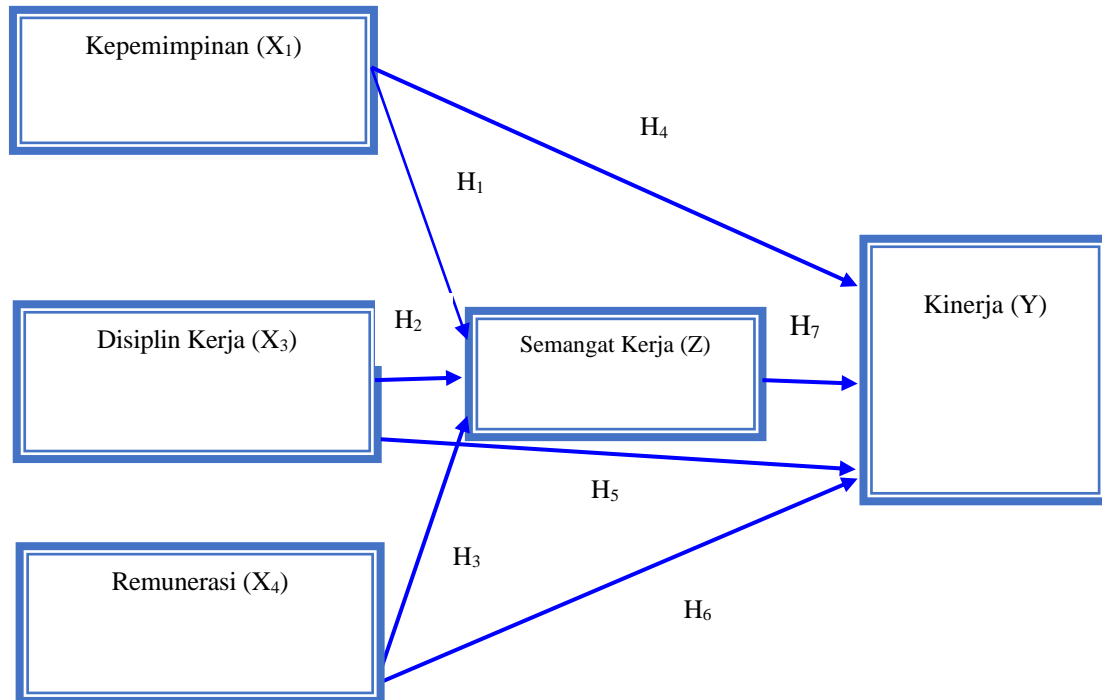 Kepemimpinan (X₁)
H₄
H₁
Disiplin Kerja (X₃)
H₂
Semangat Kerja (Z)
H₇
Kinerja (Y)
H₅
Remunerasi (X₄)
H₃
H₆